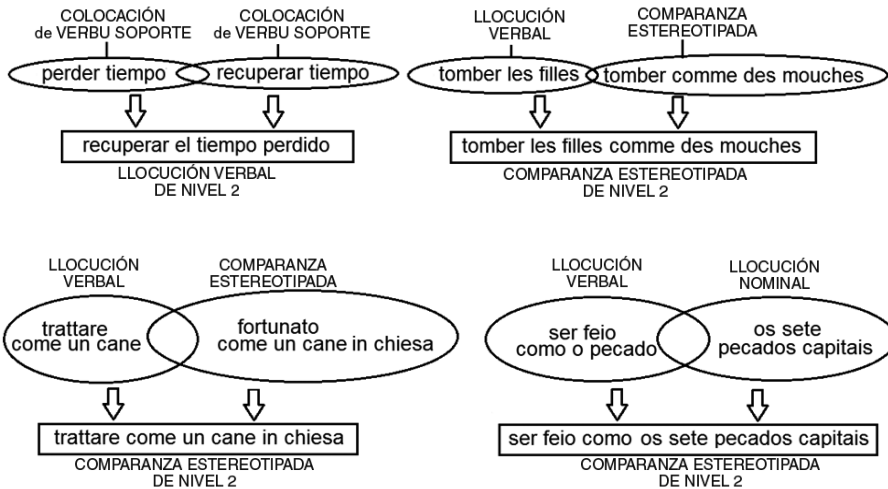 COLOCACIÓN
de VERBU SOPORTE
COLOCACIÓN
de VERBU SOPORTE
perder tiempo
recuperar tiempo
recuperar el tiempo perdido
LLOCUCIÓN VERBAL
DE NIVEL 2
LLOCUCIÓN
VERBAL
COMPARANZA
ESTEREOTIPADA
tomber les filles
tomber comme des mouches
tomber les filles comme des mouches
COMPARANZA ESTEREOTIPADA
DE NIVEL 2
LLOCUCIÓN
VERBAL
COMPARANZA
ESTEREOTIPADA
trattare
come un cane
fortunato
come un cane in chiesa
trattare come un cane in chiesa
COMPARANZA ESTEREOTIPADA
DE NIVEL 2
LLOCUCIÓN
VERBAL
LLOCUCIÓN
NOMINAL
ser feio
como o pecado
os sete
pecados capitais
ser feio como os sete pecados capitais
COMPARANZA ESTEREOTIPADA
DE NIVEL 2